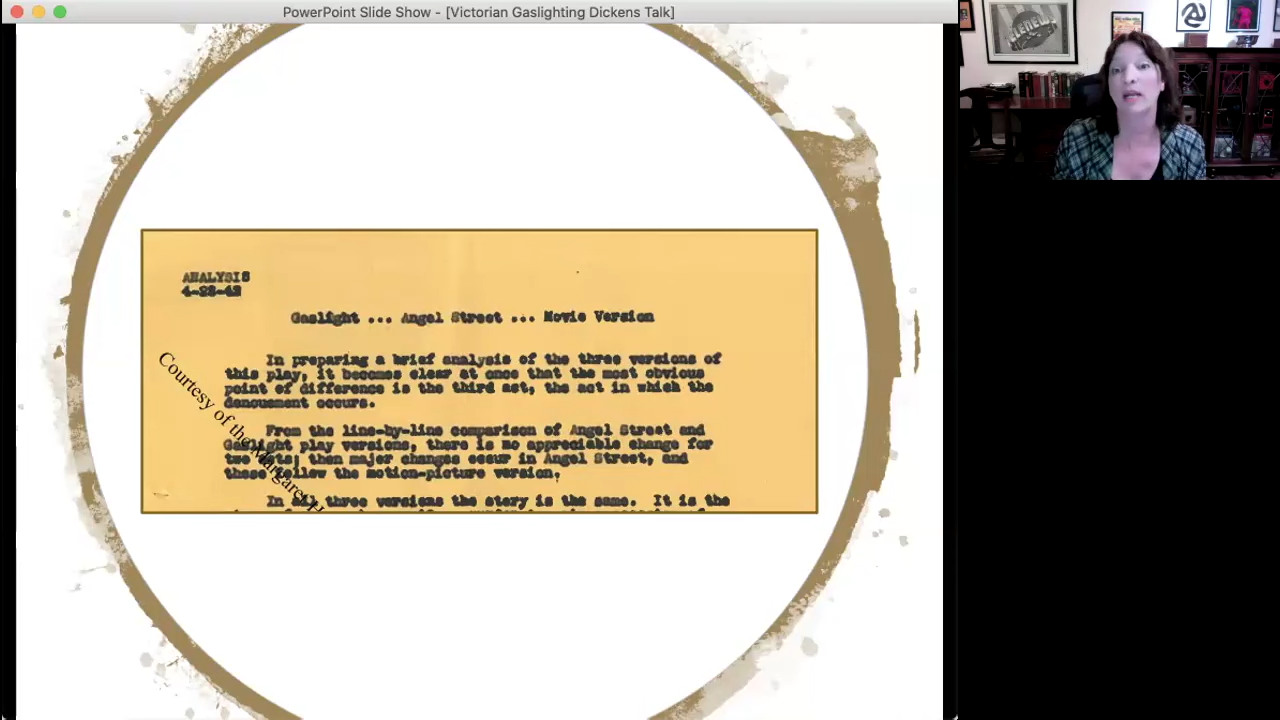 PowerPoint Slide Show - [Victorian Gaslighting Dickens Talk]
ANALYSIS
4-28-42
Gaslight ... Angel Street ... Movie Version
In preparing a brief analysis of the three versions of
this play, it becomes clear at once that the most obvious
point of difference is the third act, the act in which the
denouement occurs.
From the line-by-line comparison of Angel Street and
Gaslight play versions, there is no appreciable change for
two acts; then major changes occur in Angel Street, and
these follow the motion-picture version.
In all three versions the story is the same. It is the
Courtesy of the Margaret H